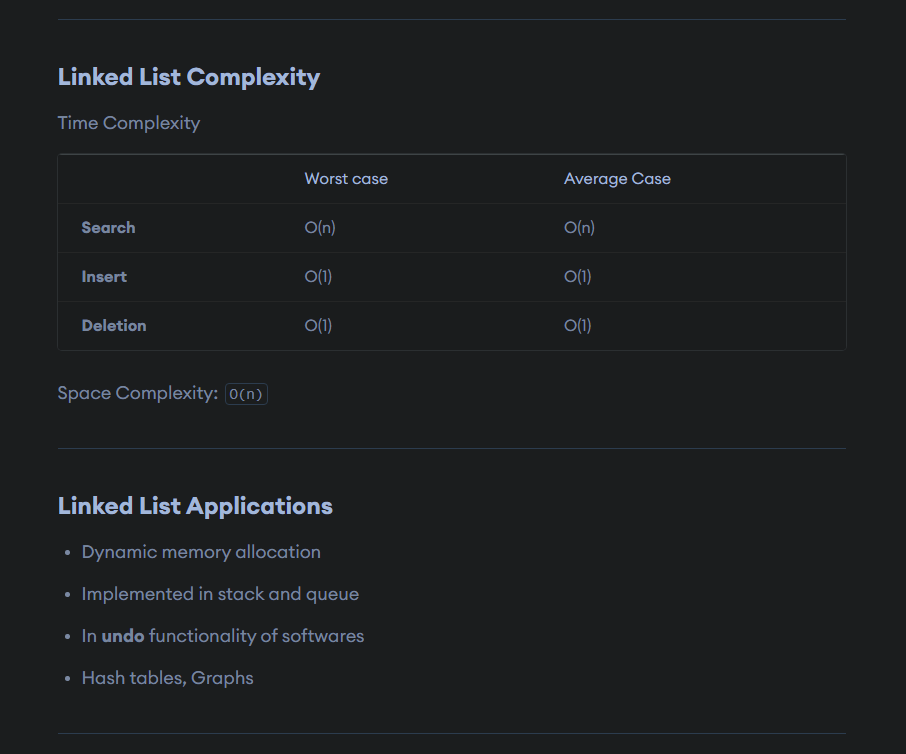 Linked List Complexity
Time Complexity
Worst case Average Case
Search O(n) O(n)
Insert O(1) O(1)
Deletion O(1) O(1)
Space Complexity: O(n)
Linked List Applications
• Dynamic memory allocation
• Implemented in stack and queue
• In undo functionality of softwares
• Hash tables, Graphs